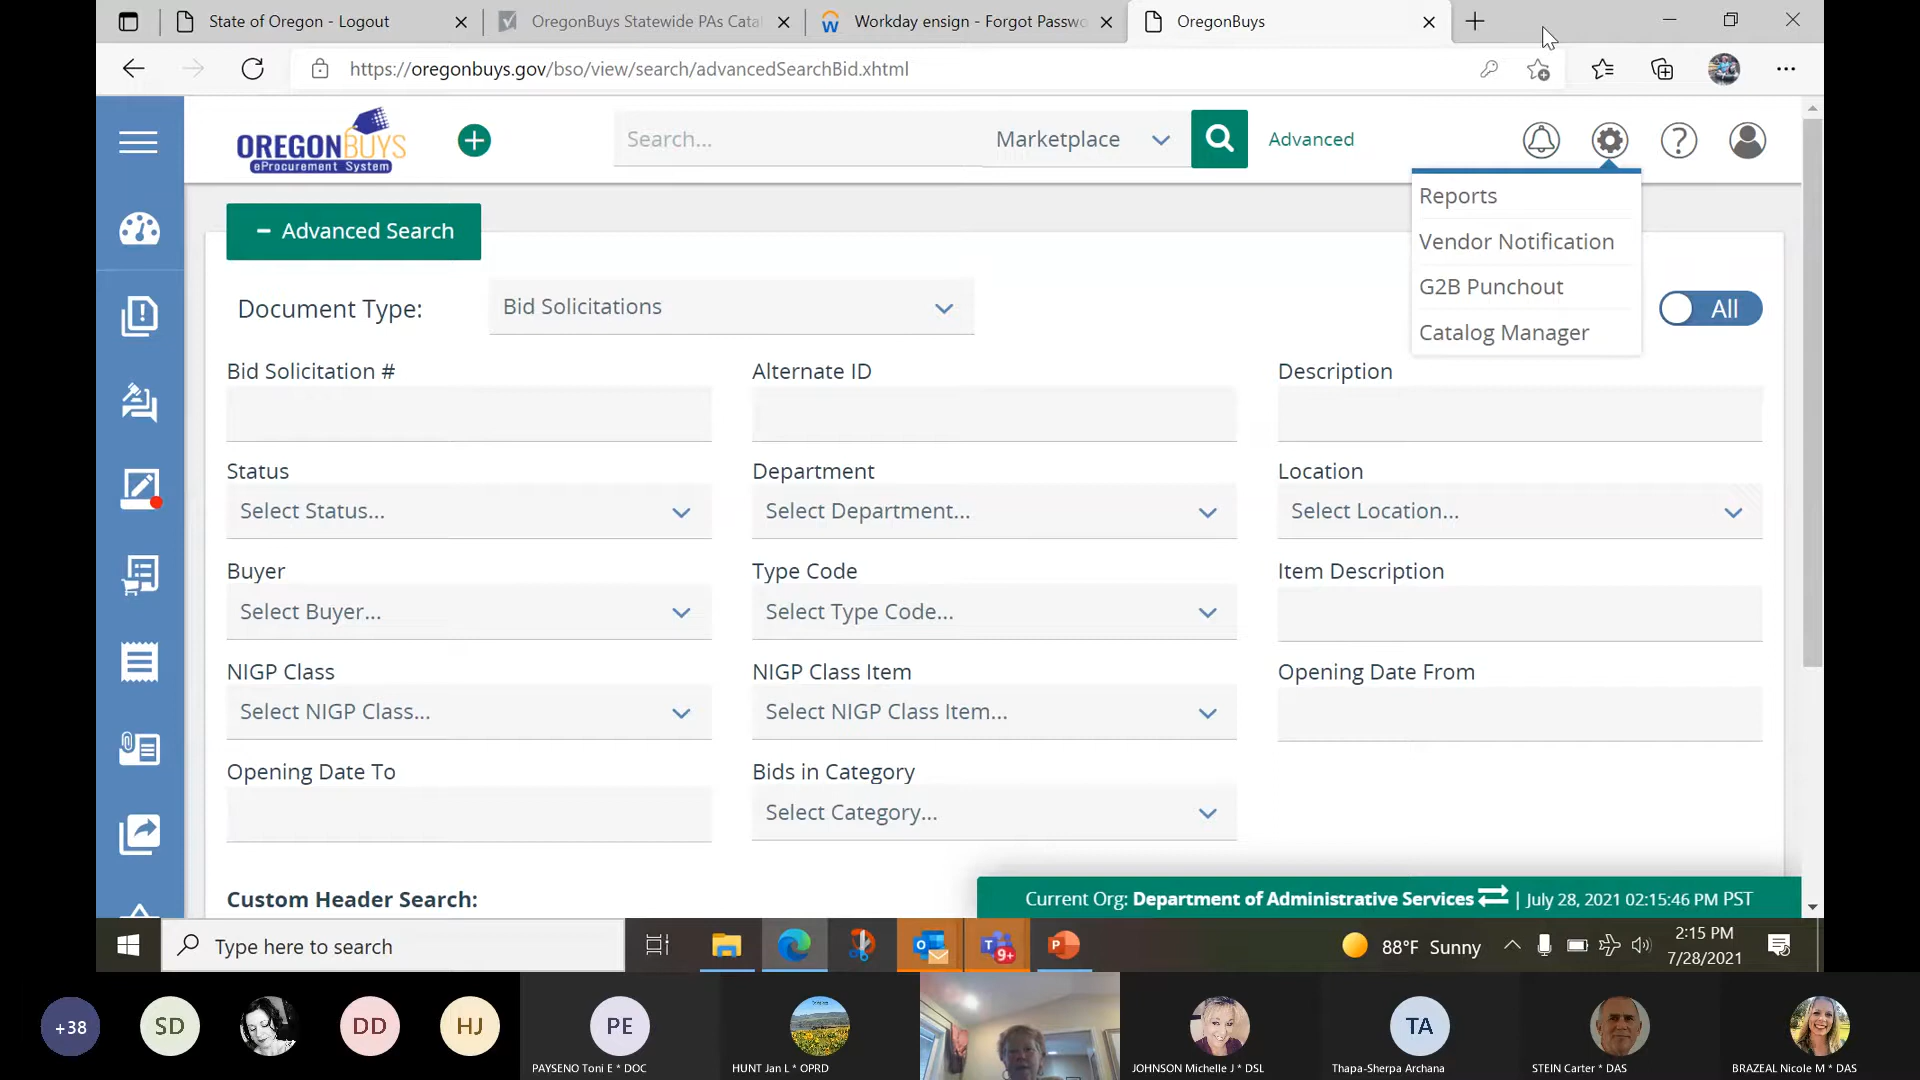 State of Oregon - Logout
OregonBuys Statewide PAs Cata
Workday ensign - Forgot Passwo
OregonBuys
https://oregonbuys.gov/bso/view/search/advancedSearchBid.xhtml
OREGONBUYS
eProcurement System
Search...
Marketplace
Advanced
Reports
Vendor Notification
G2B Punchout
Catalog Manager
Advanced Search
Document Type:
Bid Solicitations
All
Bid Solicitation #
Alternate ID
Description
Status
Department
Location
Select Status...
Select Department...
Select Location...
Buyer
Type Code
Item Description
Select Buyer...
Select Type Code...
NIGP Class
NIGP Class Item
Opening Date From
Select NIGP Class...
Select NIGP Class Item...
Opening Date To
Bids in Category
Select Category...
Custom Header Search:
Current Org: Department of Administrative Services | July 28, 2021 02:15:46 PM PST
Type here to search
9+
88°F Sunny
2:15 PM
7/28/2021
+38
SD
DD
HJ
PE
TA
PAYSENO Toni E * DOC
HUNT Jan L * OPRD
JOHNSON Michelle J * DSL
Thapa-Sherpa Archana
STEIN Carter * DAS
BRAZEAL Nicole M * DAS